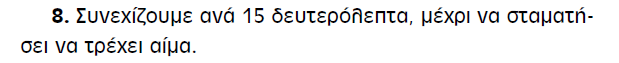 8. Συνεχίζουμε ανά 15 δευτερόλεπτα, μέχρι να σταματή-
σει να τρέχει αίμα.